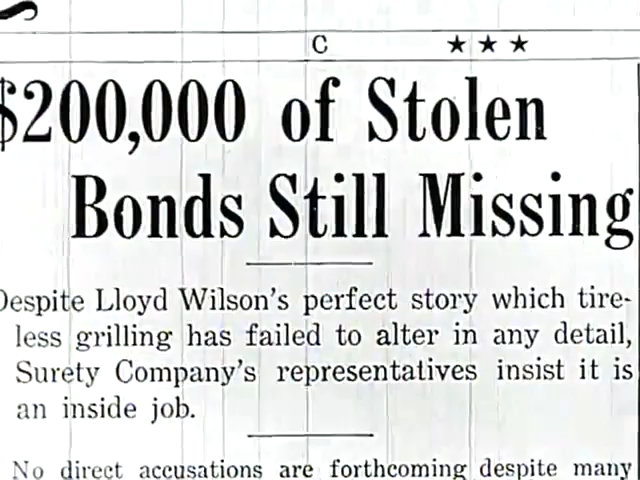 C ★ ★ ★
$200,000 of Stolen
Bonds Still Missing
Despite Lloyd Wilson's perfect story which tire-
less grilling has failed to alter in any detail,
Surety Company's representatives insist it is
an inside job.
No direct accusations are forthcoming despite many